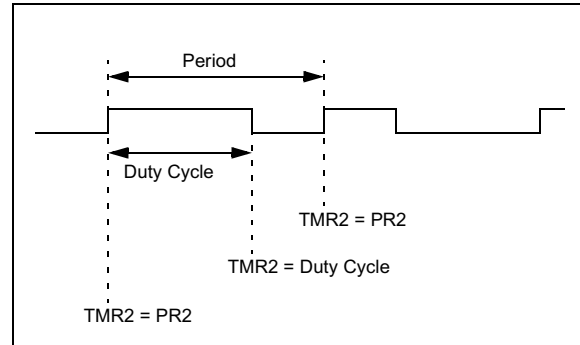 Period
Duty Cycle
TMR2 = PR2
TMR2 = Duty Cycle
TMR2 = PR2